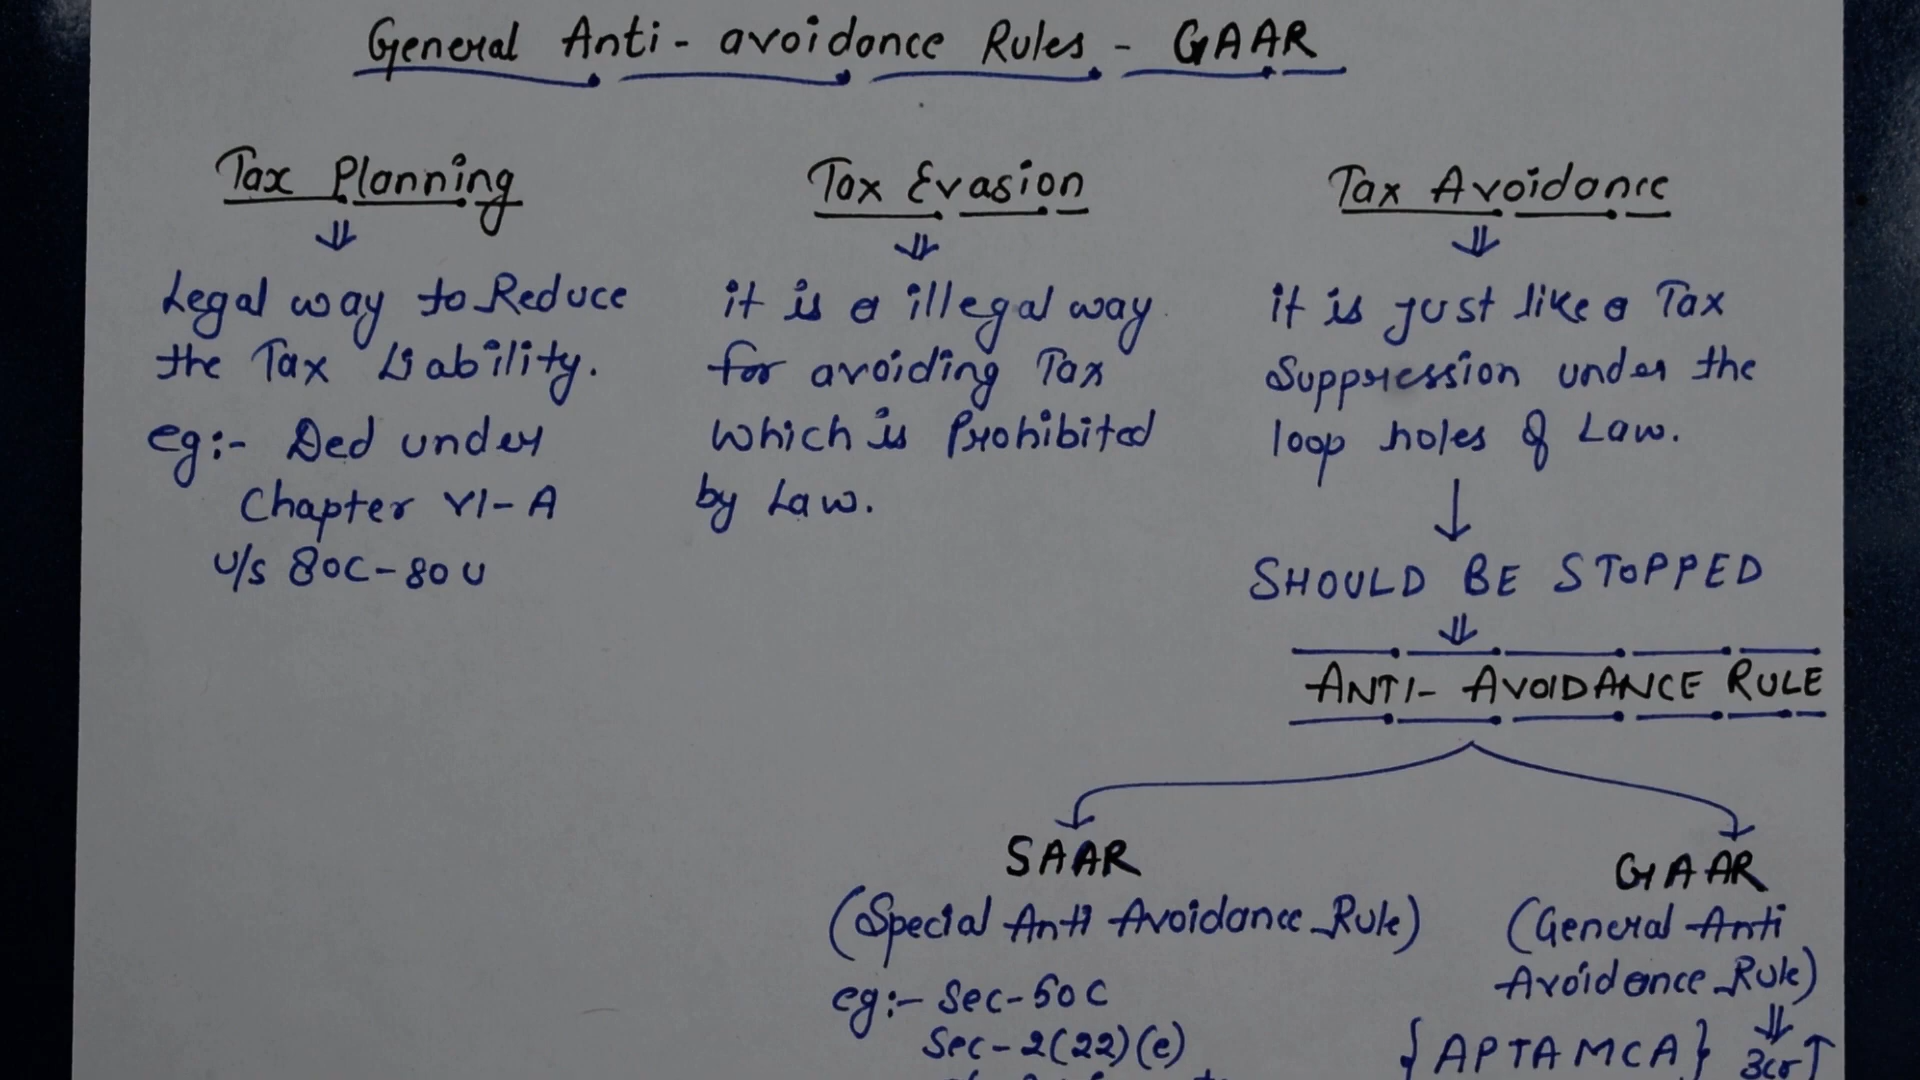 General Anti-avoidance Rules - GAAR
Tax Planning
Legal way to Reduce
the Tax Liability.
eg:- Ded under
Chapter VI-A
u/s 80C-80U
Tax Evasion
it is a illegal way
for avoiding Tax
which is Prohibited
by Law.
Tax Avoidance
it is just like a Tax
Suppression under the
loop holes of Law.
SHOULD BE STOPPED
ANTI-AVOIDANCE RULE
SAAR
(Special Anti Avoidance Rule)
eg:- Sec-50C
Sec-2(22)(e)
GAAR
(General Anti
Avoidance Rule)
{APTAMCA} 3cr↑